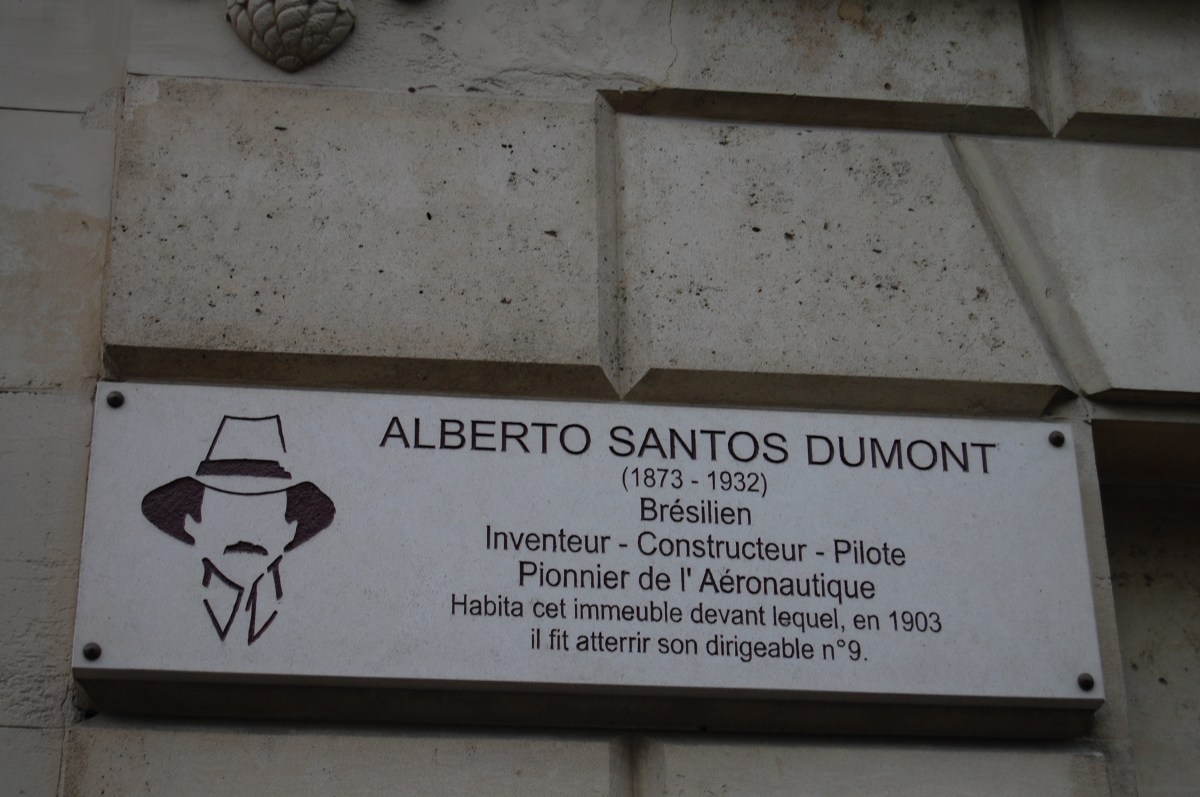 ALBERTO SANTOS DUMONT
(1873 - 1932)
Brésilien
Inventeur - Constructeur - Pilote
Pionnier de l' Aéronautique
Habita cet immeuble devant lequel, en 1903
il fit atterrir son dirigeable n°9.